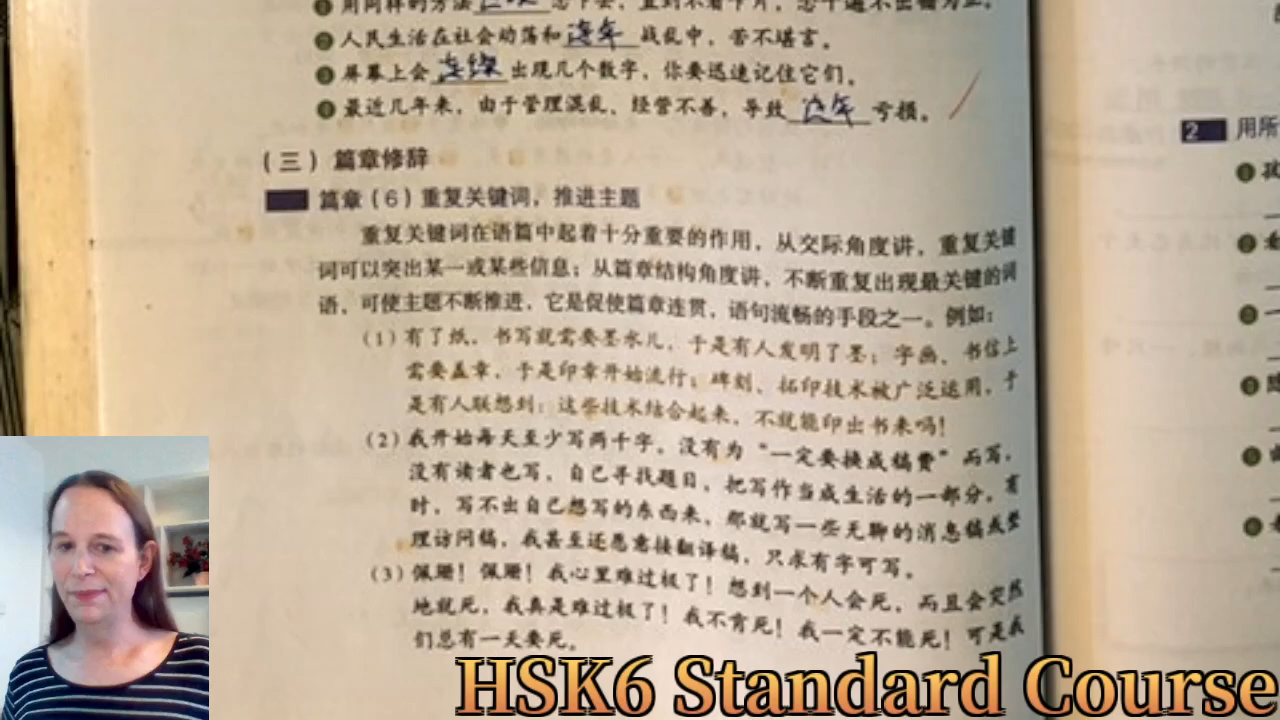 ❶ 用同样的方法
❷ 人民生活在社会动荡和连年战乱中，苦不堪言。
❸ 屏幕上会连续出现几个数字，你要迅速记住它们。
❹ 最近几年来，由于管理混乱、经营不善，导致连年亏损。
（三）篇章修辞
篇章（6）重复关键词，推进主题
重复关键词在语篇中起着十分重要的作用，从交际角度讲，重复关键
词可以突出某一或某些信息；从篇章结构角度讲，不断重复出现最关键的词
语，可使主题不断推进，它是促使篇章连贯，语句流畅的手段之一。例如：
（1）有了纸，书写就需要墨水儿，于是有人发明了墨；字画、书信上
需要盖章，于是印章开始流行；碑刻、拓印技术被广泛运用，于
是有人联想到：这些技术结合起来，不就能印出书来吗！
（2）我开始每天至少写两千字，没有为“一定要换成稿费”而写，
没有读者也写，自己寻找题目，把写作当成生活的一部分。有
时，写不出自己想写的东西来，那就写一些无聊的消息稿或整
理访问稿，我甚至还愿意接翻译稿，只求有字可写。
（3）佩珊！佩珊！我心里难过极了！想到一个人会死，而且会突然
地就死，我真是难过极了！我不肯死！我一定不能死！可是我
们总有一天要死。
2 用所
HSK6 Standard Course